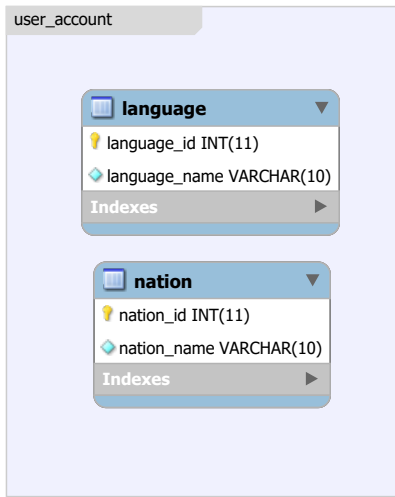 user_account
language
language_id INT(11)
language_name VARCHAR(10)
Indexes
nation
nation_id INT(11)
nation_name VARCHAR(10)
Indexes